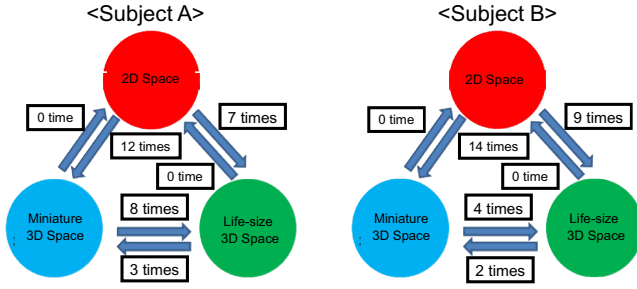 <Subject A>
2D Space
0 time
7 times
12 times
0 time
Miniature
3D Space
8 times
Life-size
3D Space
3 times
<Subject B>
2D Space
0 time
9 times
14 times
0 time
Miniature
3D Space
4 times
Life-size
3D Space
2 times